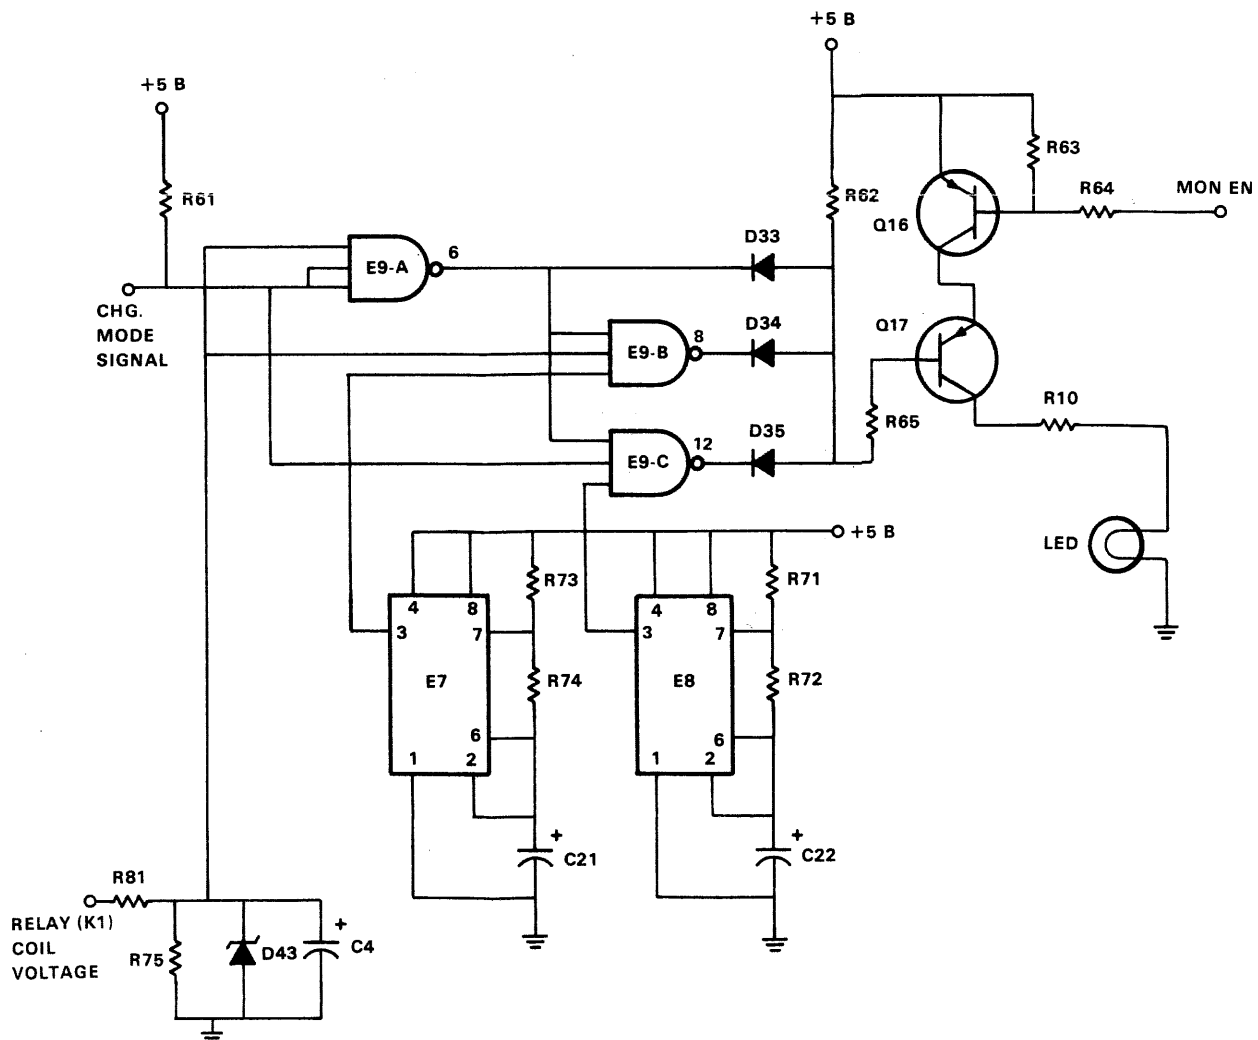 +5 B
+5 B
R61
R62
R63
R64
MON EN
Q16
E9-A
6
D33
CHG.
MODE
SIGNAL
E9-B
8
D34
Q17
R10
R65
E9-C
12
D35
LED
+5 B
4
8
R73
4
8
R71
3
7
3
7
E7
R74
E8
R72
6
6
1
2
1
2
+
C21
+
C22
R81
RELAY (K1)
COIL
VOLTAGE
R75
D43
+
C4